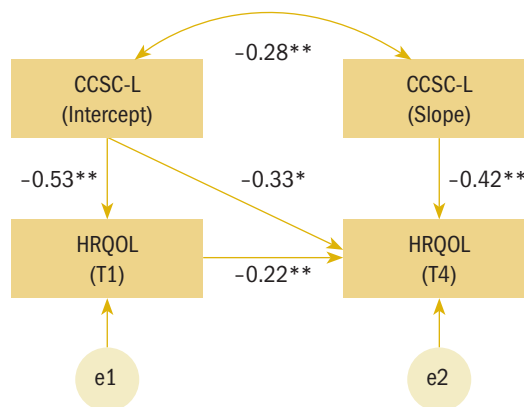 –0.28**
CCSC-L
(Intercept)
CCSC-L
(Slope)
–0.53**
–0.33*
–0.42**
HRQOL
(T1)
–0.22**
HRQOL
(T4)
e1
e2